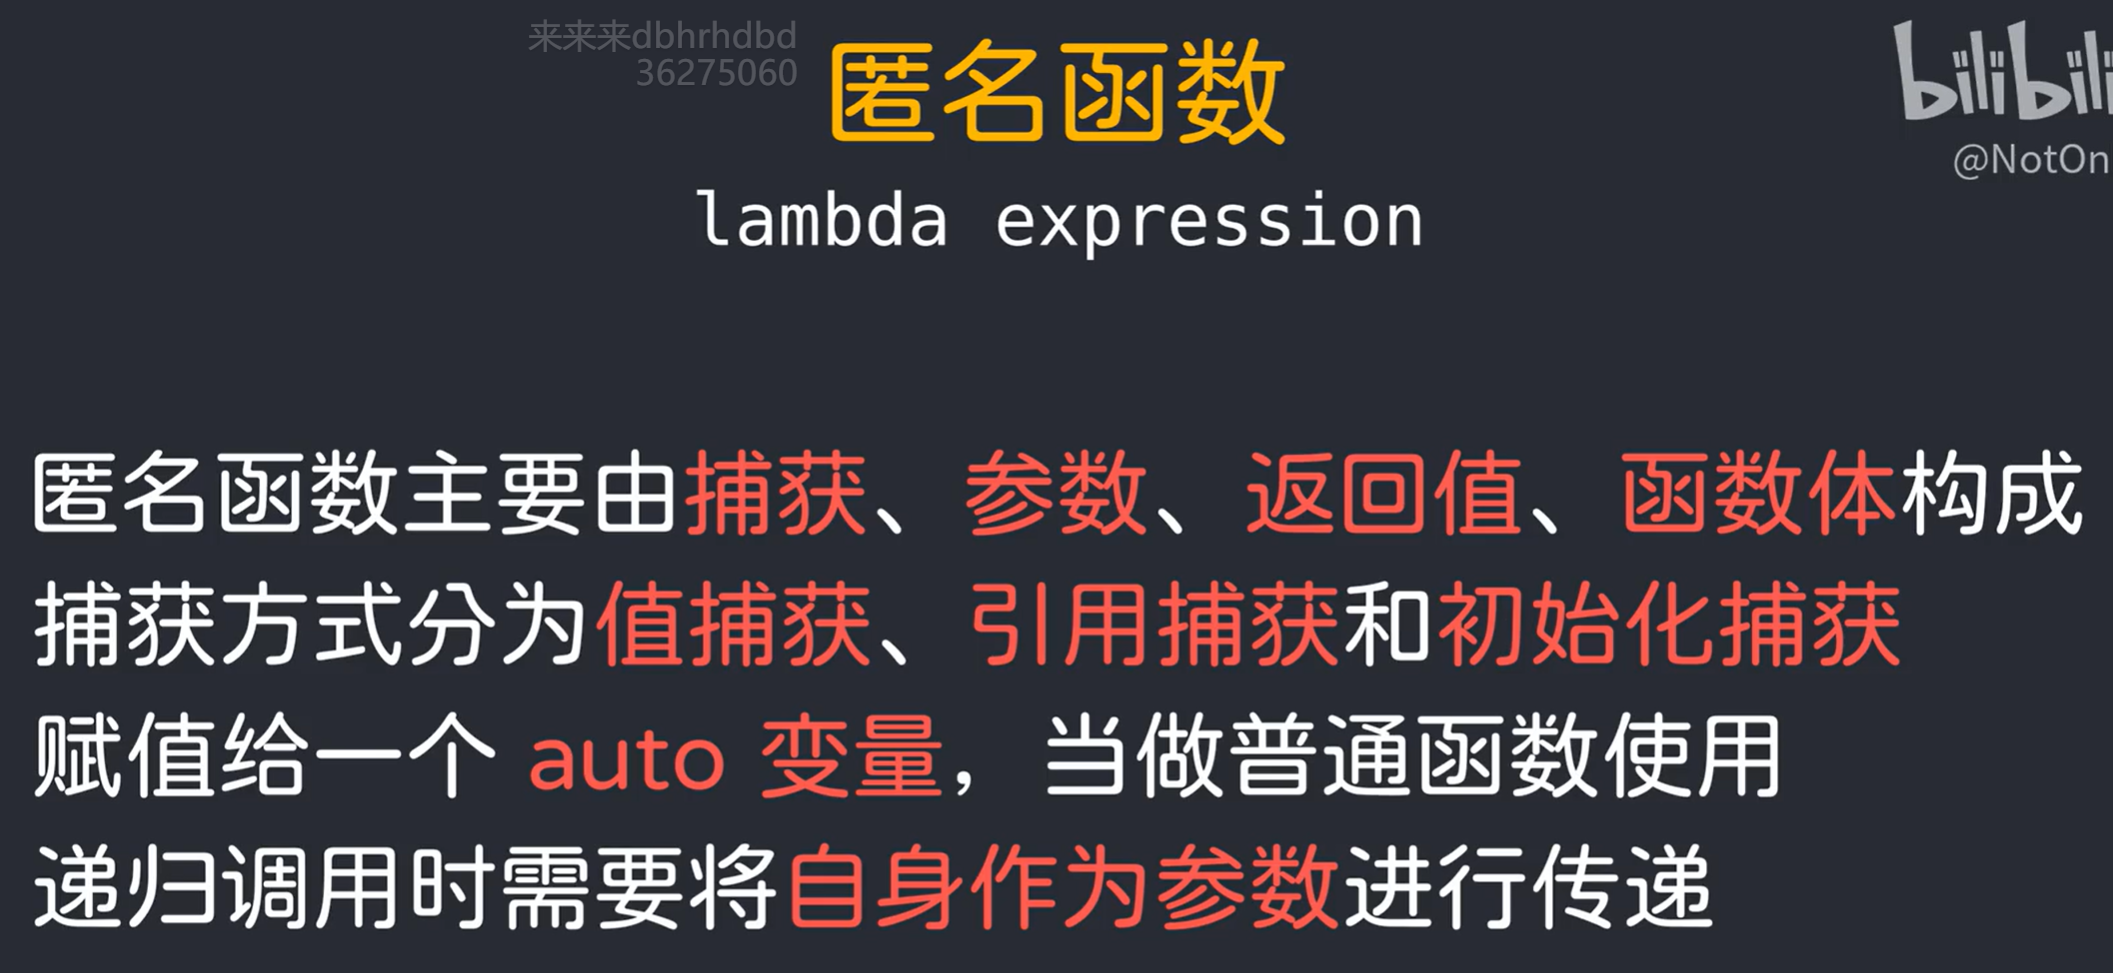 来来来dbhrhdbd
36275060
匿名函数
bilibili
@NotOn
lambda expression
匿名函数主要由捕获、参数、返回值、函数体构成
捕获方式分为值捕获、引用捕获和初始化捕获
赋值给一个 auto 变量，当做普通函数使用
递归调用时需要将自身作为参数进行传递